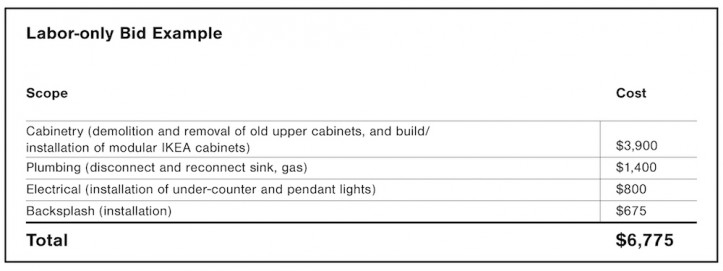 Labor-only Bid Example
Scope Cost
Cabinetry (demolition and removal of old upper cabinets, and build/
installation of modular IKEA cabinets) $3,900
Plumbing (disconnect and reconnect sink, gas) $1,400
Electrical (installation of under-counter and pendant lights) $800
Backsplash (installation) $675
Total $6,775